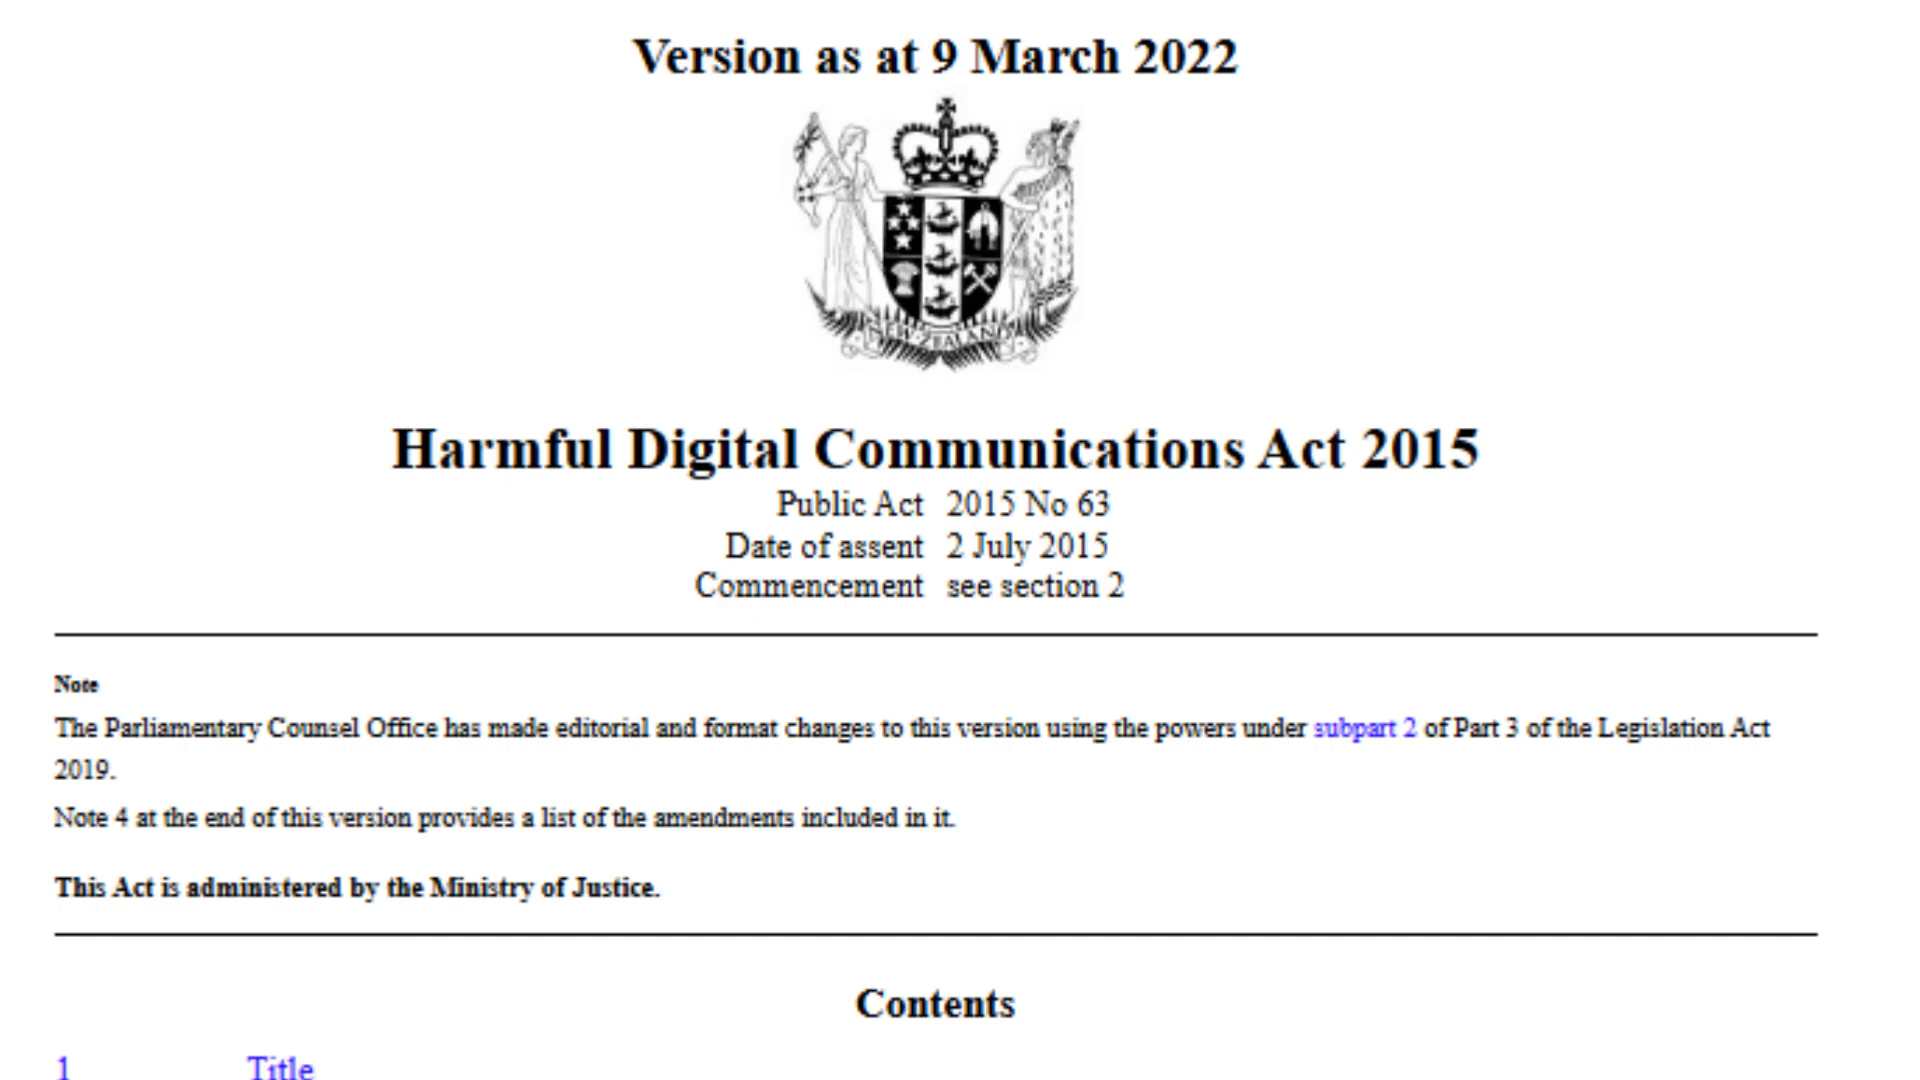 Version as at 9 March 2022
NEW ZEALAND
Harmful Digital Communications Act 2015
Public Act 2015 No 63
Date of assent 2 July 2015
Commencement see section 2
Note
The Parliamentary Counsel Office has made editorial and format changes to this version using the powers under subpart 2 of Part 3 of the Legislation Act
2019.
Note 4 at the end of this version provides a list of the amendments included in it.
This Act is administered by the Ministry of Justice.
Contents
1 Title